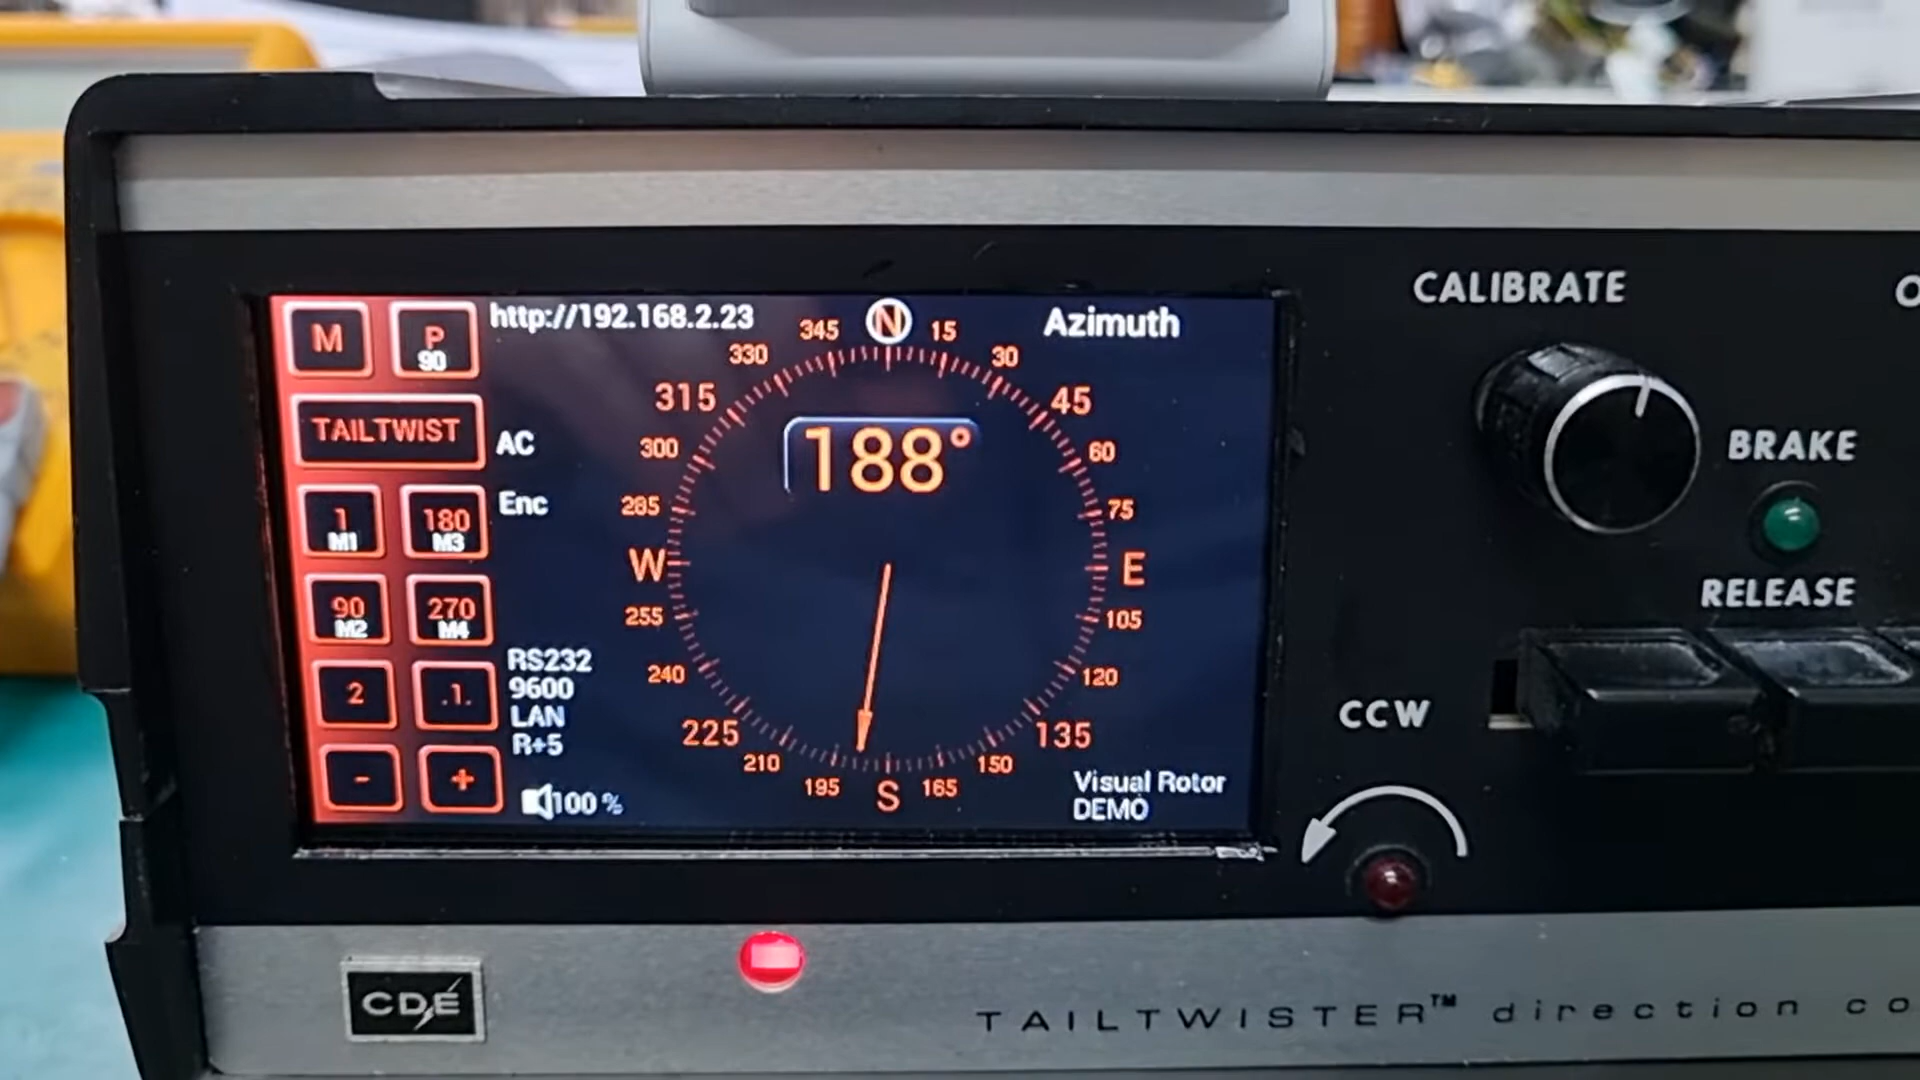 http://192.168.2.23
Azimuth
M
P
90
TAILTWIST
AC
Enc
1
M1
180
M3
90
M2
270
M4
2
.1.
-
+
RS232
9600
LAN
R+5
100 %
188°
N
15
30
45
60
75
E
105
120
135
150
165
S
195
210
225
240
255
W
285
300
315
330
345
Visual Rotor
DEMO
CALIBRATE
BRAKE
RELEASE
CCW
CDE
TAILTWISTER™ direction co